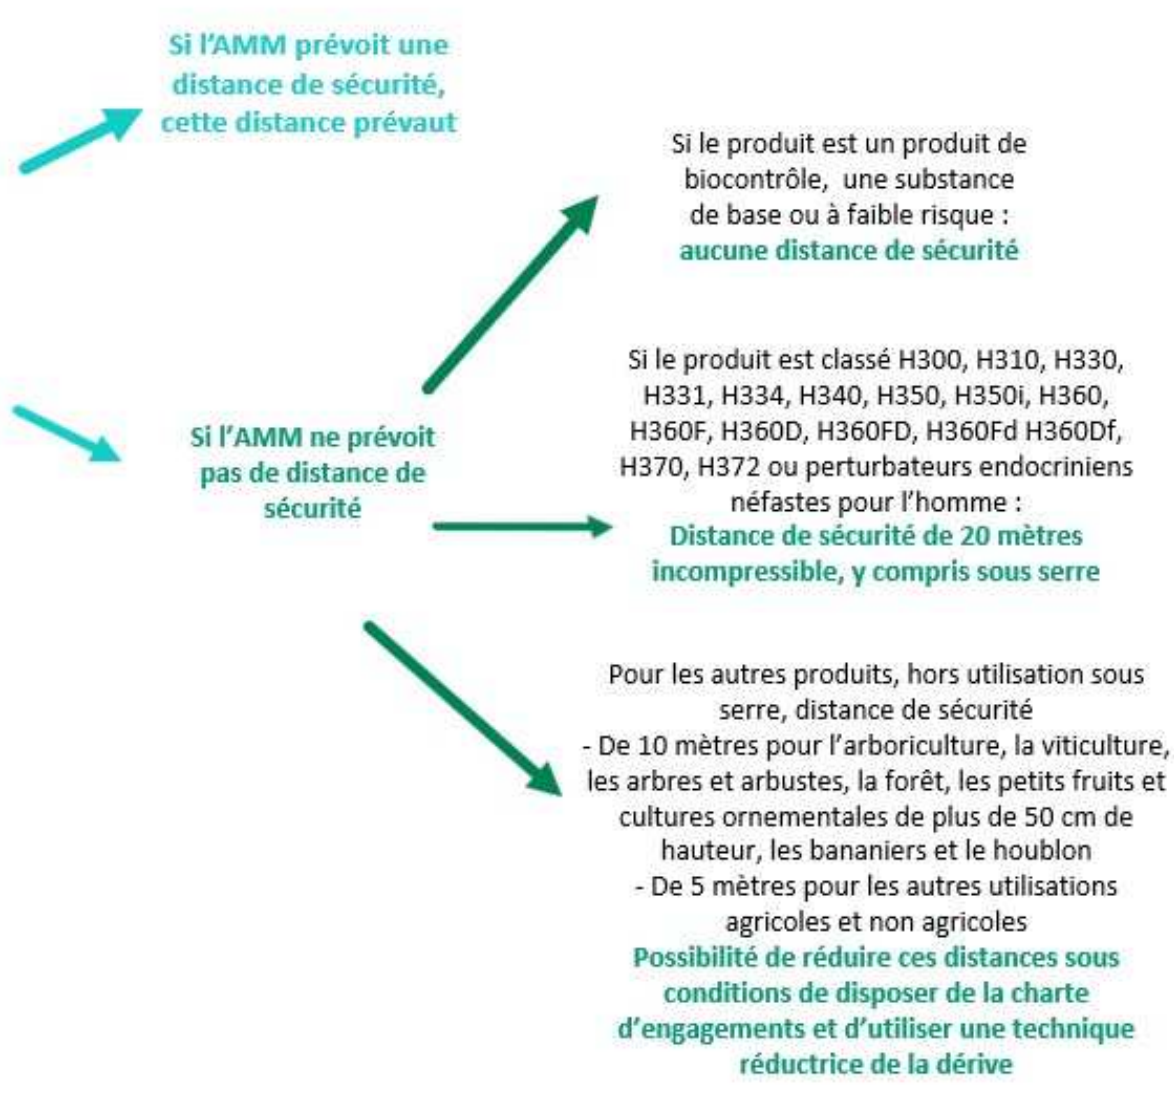 Si l'AMM prévoit une
distance de sécurité,
cette distance prévaut
Si l'AMM ne prévoit
pas de distance de
sécurité
Si le produit est un produit de
biocontrôle, une substance
de base ou à faible risque :
aucune distance de sécurité
Si le produit est classé H300, H310, H330,
H331, H334, H340, H350, H350i, H360,
H360F, H360D, H360FD, H360Fd H360Df,
H370, H372 ou perturbateurs endocriniens
néfastes pour l'homme :
Distance de sécurité de 20 mètres
incompressible, y compris sous serre
Pour les autres produits, hors utilisation sous
serre, distance de sécurité
- De 10 mètres pour l'arboriculture, la viticulture,
les arbres et arbustes, la forêt, les petits fruits et
cultures ornementales de plus de 50 cm de
hauteur, les bananiers et le houblon
- De 5 mètres pour les autres utilisations
agricoles et non agricoles
Possibilité de réduire ces distances sous
conditions de disposer de la charte
d'engagements et d'utiliser une technique
réductrice de la dérive